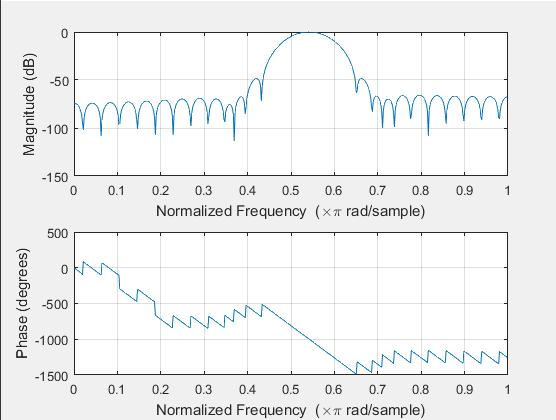 0
-50
-100
-150
Magnitude (dB)
0 0.1 0.2 0.3 0.4 0.5 0.6 0.7 0.8 0.9 1
Normalized Frequency (×π rad/sample)
500
0
-500
-1000
-1500
Phase (degrees)
0 0.1 0.2 0.3 0.4 0.5 0.6 0.7 0.8 0.9 1
Normalized Frequency (×π rad/sample)